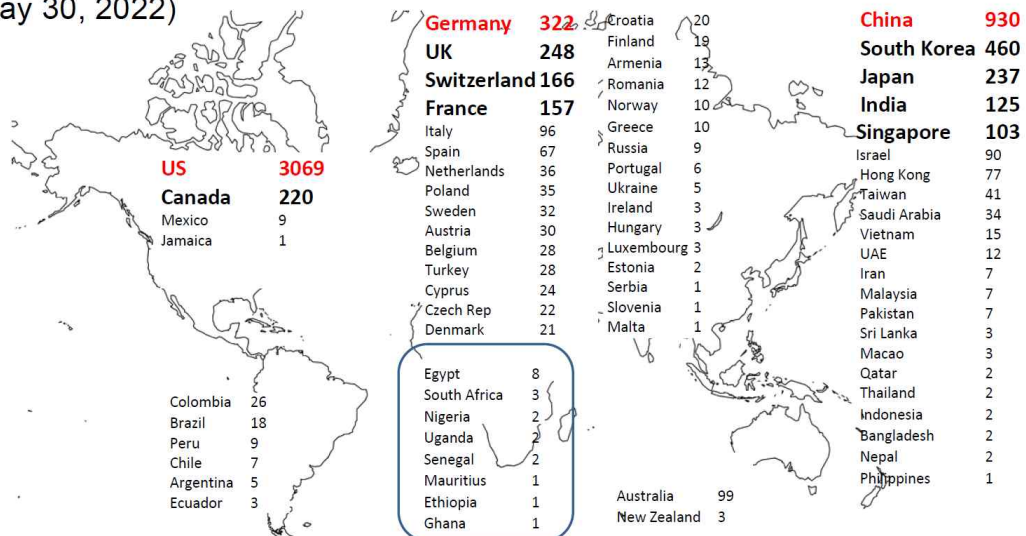 ay 30, 2022)
US 3069
Canada 220
Mexico 9
Jamaica 1
Colombia 26
Brazil 18
Peru 9
Chile 7
Argentina 5
Ecuador 3
Germany 322
UK 248
Switzerland 166
France 157
Italy 96
Spain 67
Netherlands 36
Poland 35
Sweden 32
Austria 30
Belgium 28
Turkey 28
Cyprus 24
Czech Rep 22
Denmark 21
Egypt 8
South Africa 3
Nigeria 2
Uganda 2
Senegal 2
Mauritius 1
Ethiopia 1
Ghana 1
Croatia 20
Finland 19
Armenia 13
Romania 12
Norway 10
Greece 10
Russia 9
Portugal 6
Ukraine 5
Ireland 3
Hungary 3
Luxembourg 3
Estonia 2
Serbia 1
Slovenia 1
Malta 1
Australia 99
New Zealand 3
China 930
South Korea 460
Japan 237
India 125
Singapore 103
Israel 90
Hong Kong 77
Taiwan 41
Saudi Arabia 34
Vietnam 15
UAE 12
Iran 7
Malaysia 7
Pakistan 7
Sri Lanka 3
Macao 3
Qatar 2
Thailand 2
Indonesia 2
Bangladesh 2
Nepal 2
Philippines 1